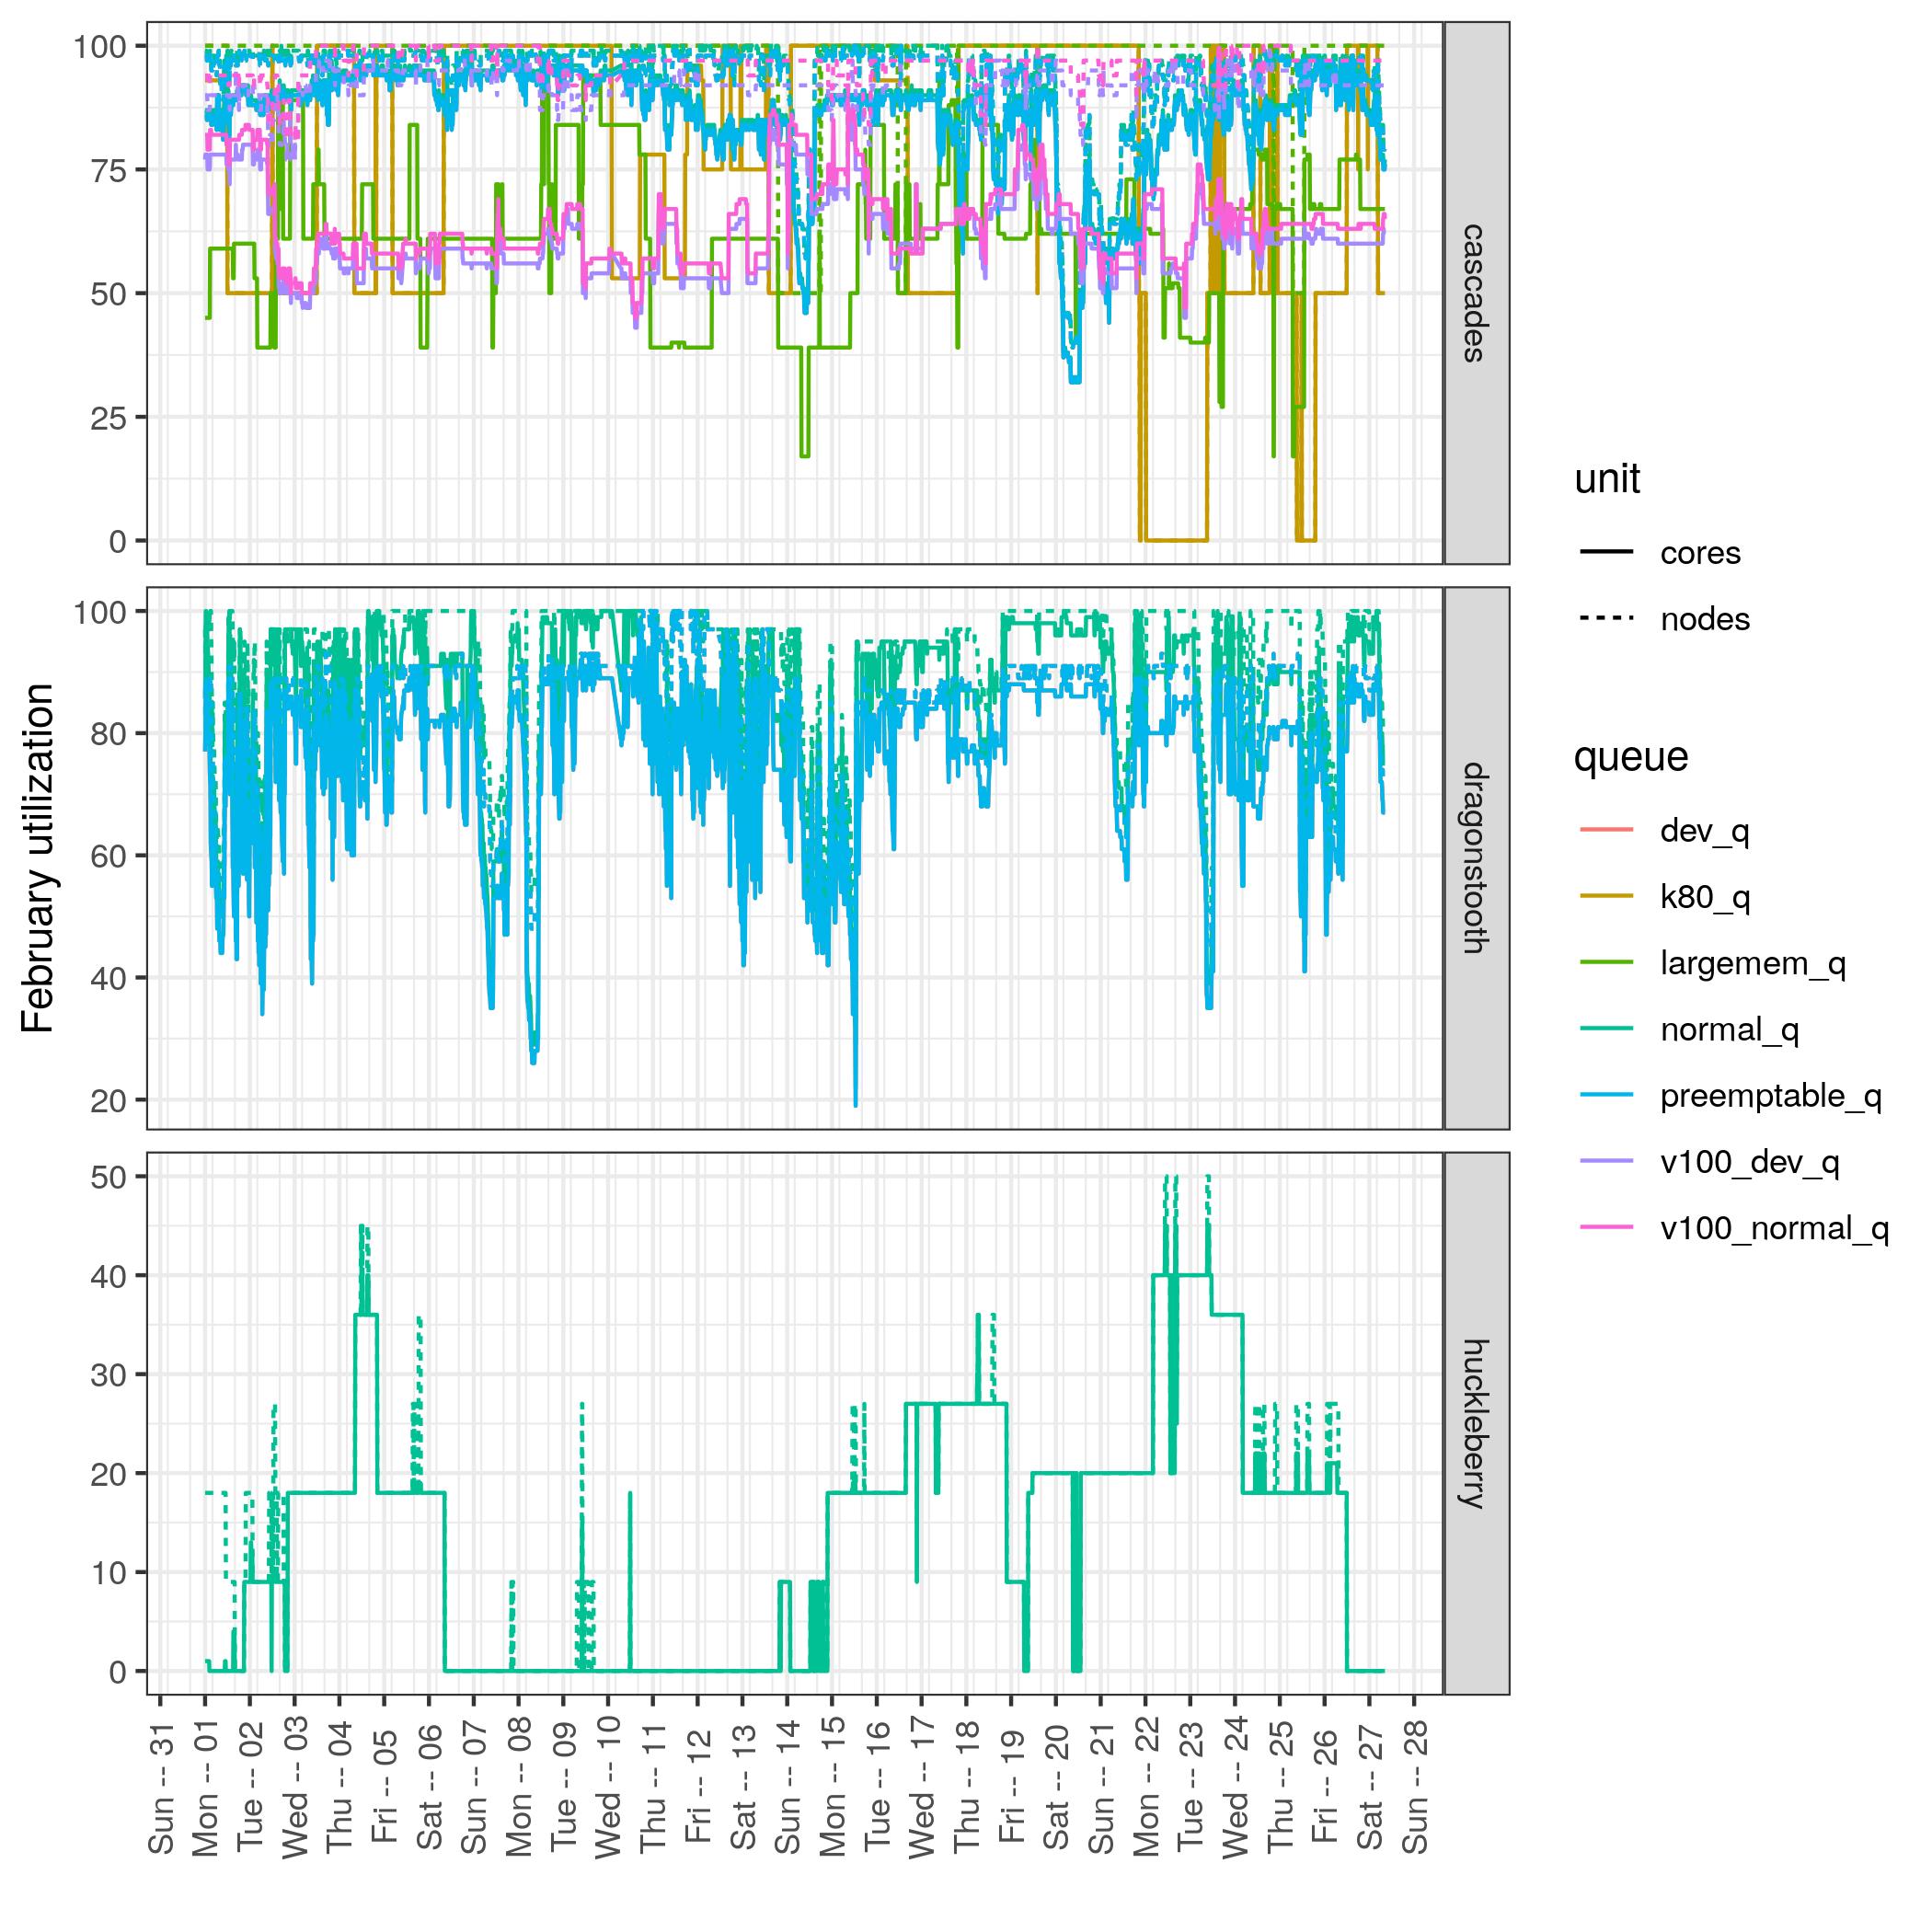 February utilization
100
75
50
25
0
cascades
100
80
60
40
20
dragonstooth
50
40
30
20
10
0
huckleberry
Sun -- 31
Mon -- 01
Tue -- 02
Wed -- 03
Thu -- 04
Fri -- 05
Sat -- 06
Sun -- 07
Mon -- 08
Tue -- 09
Wed -- 10
Thu -- 11
Fri -- 12
Sat -- 13
Sun -- 14
Mon -- 15
Tue -- 16
Wed -- 17
Thu -- 18
Fri -- 19
Sat -- 20
Sun -- 21
Mon -- 22
Tue -- 23
Wed -- 24
Thu -- 25
Fri -- 26
Sat -- 27
Sun -- 28
unit
cores
nodes
queue
dev_q
k80_q
largemem_q
normal_q
preemptable_q
v100_dev_q
v100_normal_q